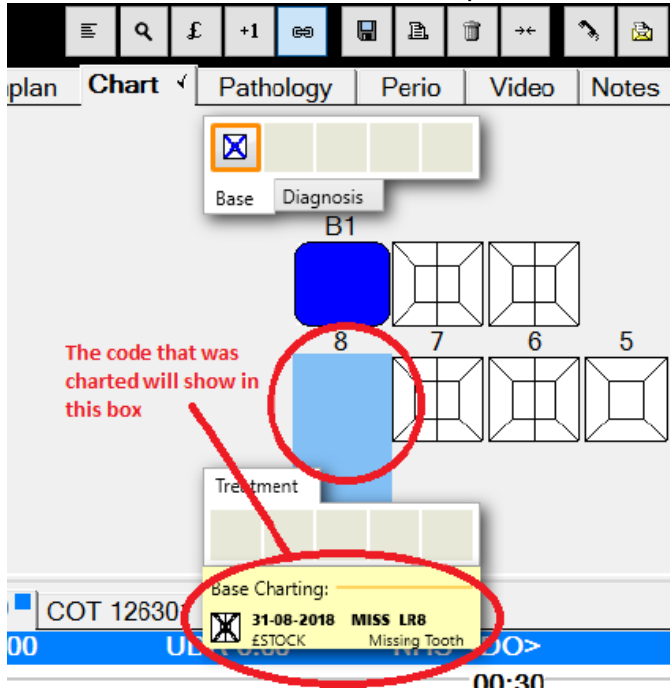 £ +1
plan Chart √ Pathology Perio Video Notes
Base Diagnosis
B1
8 7 6 5
The code that was
charted will show in
this box
Treatment
Base Charting:
31-08-2018 MISS LR8
£STOCK Missing Tooth
COT 12630
00 DO>
00:30